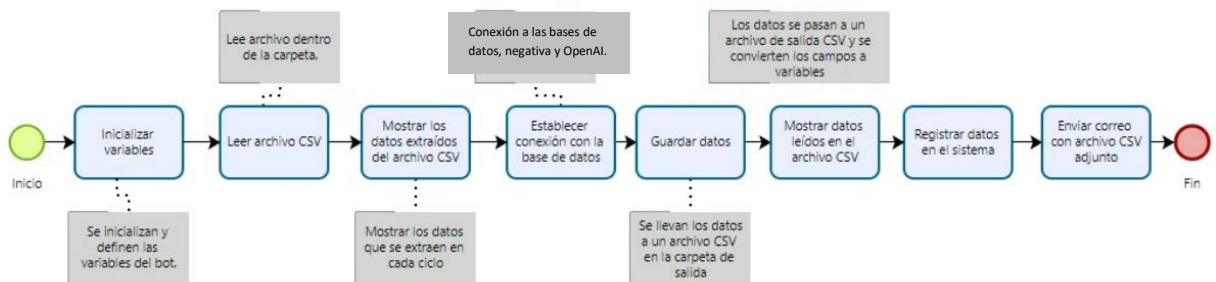 Lee archivo dentro
de la carpeta.
Conexión a las bases de
datos, negativa y OpenAI.
Los datos se pasan a un
archivo de salida CSV y se
convierten los campos a
variables
Inicio
Inicializar
variables
Leer archivo CSV
Mostrar los
datos extraídos
del archivo CSV
Establecer
conexión con la
base de datos
Guardar datos
Mostrar datos
leídos en el
archivo CSV
Registrar datos
en el sistema
Enviar correo
con archivo CSV
adjunto
Fin
Se inicializan y
definen las
variables del bot.
Mostrar los datos
que se extraen en
cada ciclo
Se llevan los datos
a un archivo CSV
en la carpeta de
salida